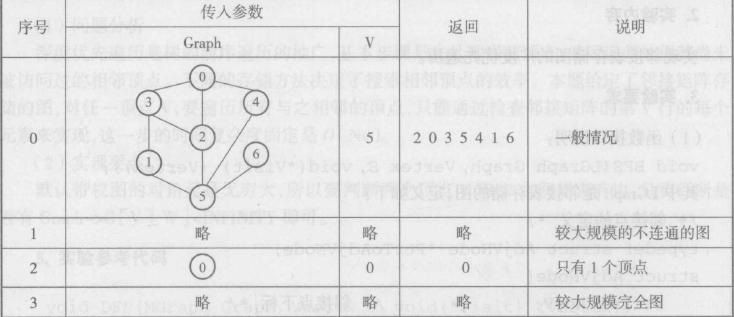 序号 传入参数 返回 说明
Graph V
0 0 3 4 2 1 6 5 5 2 0 3 5 4 1 6 一般情况
1 略 略 略 较大规模的不连通的图
2 0 0 0 只有1个顶点
3 略 略 略 较大规模完全图